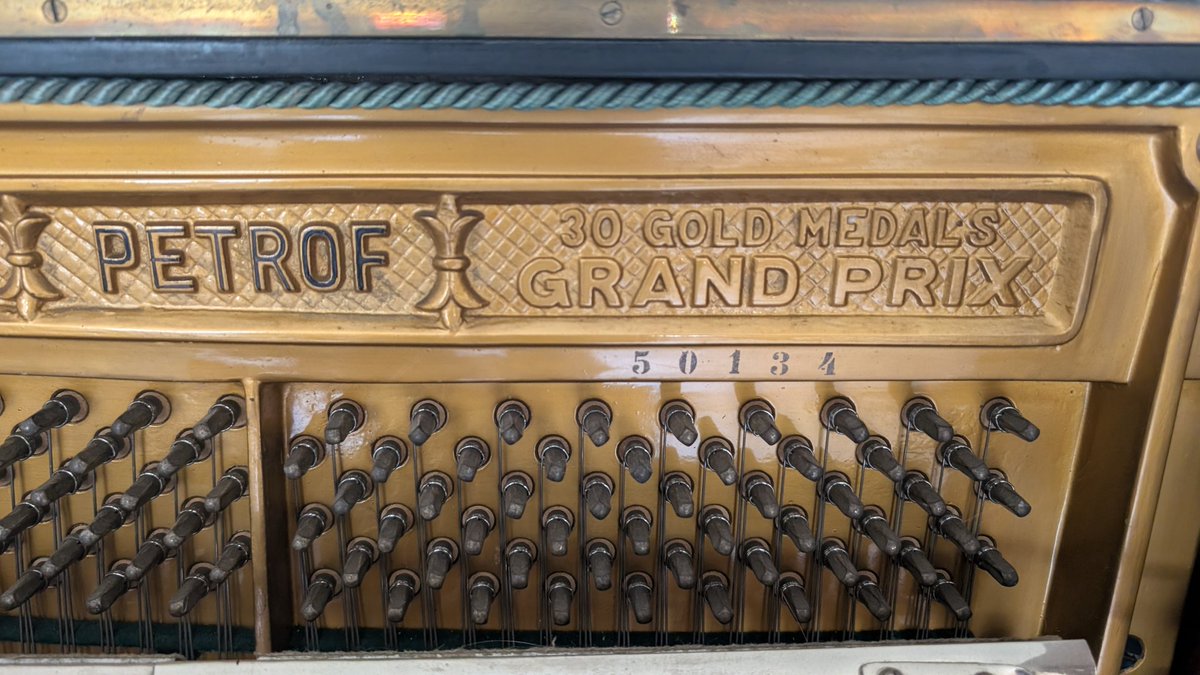 PETROF
30 GOLD MEDALS
GRAND PRIX
50134